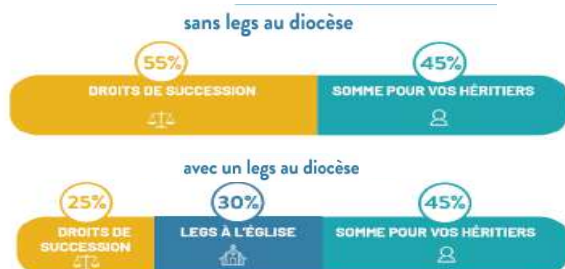 sans legs au diocèse
55% 45%
DROITS DE SUCCESSION SOMME POUR VOS HÉRITIERS
avec un legs au diocèse
25% 30% 45%
DROITS DE LEGS À L'ÉGLISE SOMME POUR VOS HÉRITIERS
SUCCESSION